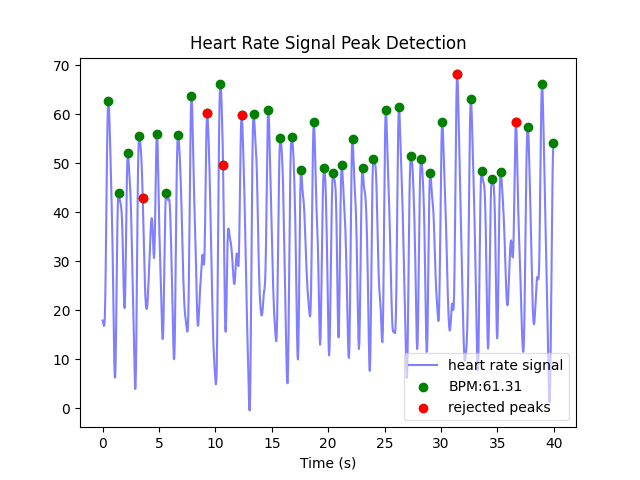 Heart Rate Signal Peak Detection
70
60
50
40
30
20
10
0
heart rate signal
BPM:61.31
rejected peaks
0 5 10 15 20 25 30 35 40
Time (s)